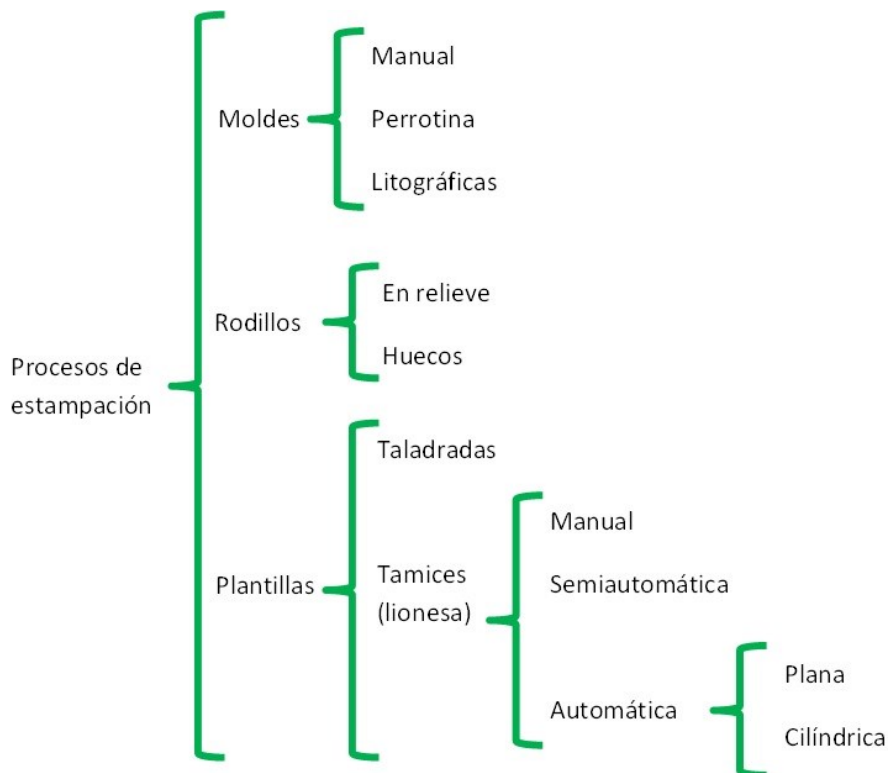 Procesos de
estampación
Moldes
Manual
Perrotina
Litográficas
Rodillos
En relieve
Huecos
Plantillas
Taladradas
Tamices
(lionesa)
Manual
Semiautomática
Automática
Plana
Cilíndrica